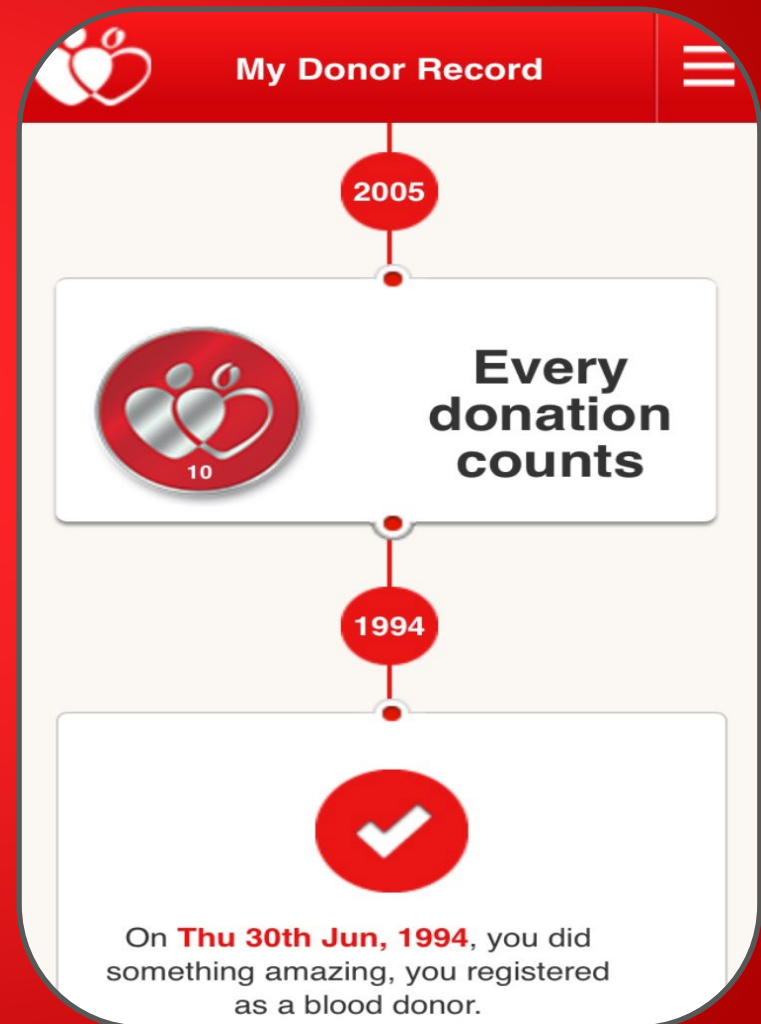 My Donor Record
2005
Every
donation
counts
10
1994
On Thu 30th Jun, 1994, you did
something amazing, you registered
as a blood donor.